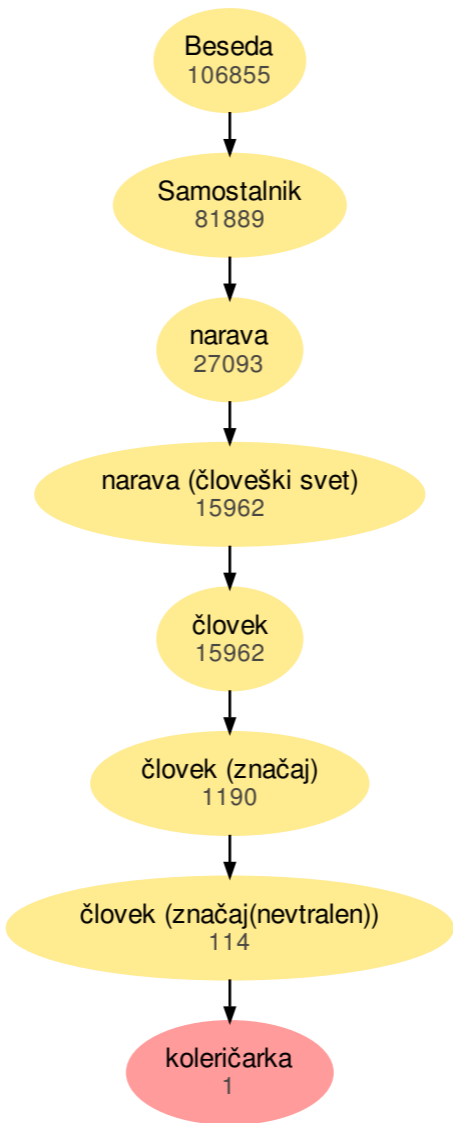 Beseda
106855
Samostalnik
81889
narava
27093
narava (človeški svet)
15962
človek
15962
človek (značaj)
1190
človek (značaj(nevtralen))
114
koleričarka
1